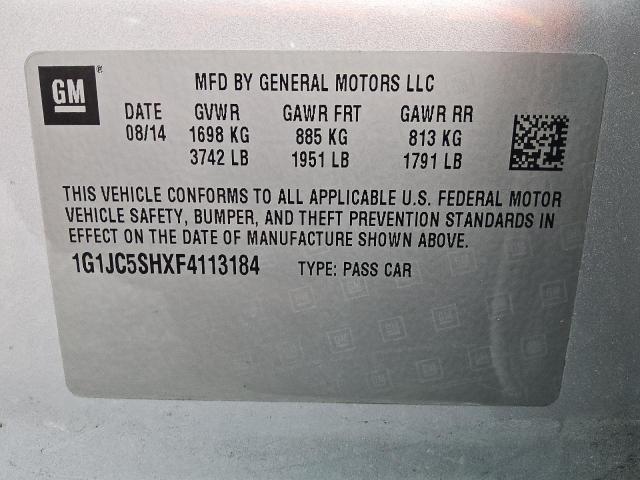 GM ®
MFD BY GENERAL MOTORS LLC
DATE GVWR GAWR FRT GAWR RR
08/14 1698 KG 885 KG 813 KG
3742 LB 1951 LB 1791 LB
THIS VEHICLE CONFORMS TO ALL APPLICABLE U.S. FEDERAL MOTOR
VEHICLE SAFETY, BUMPER, AND THEFT PREVENTION STANDARDS IN
EFFECT ON THE DATE OF MANUFACTURE SHOWN ABOVE.
1G1JC5SHXF4113184 TYPE: PASS CAR